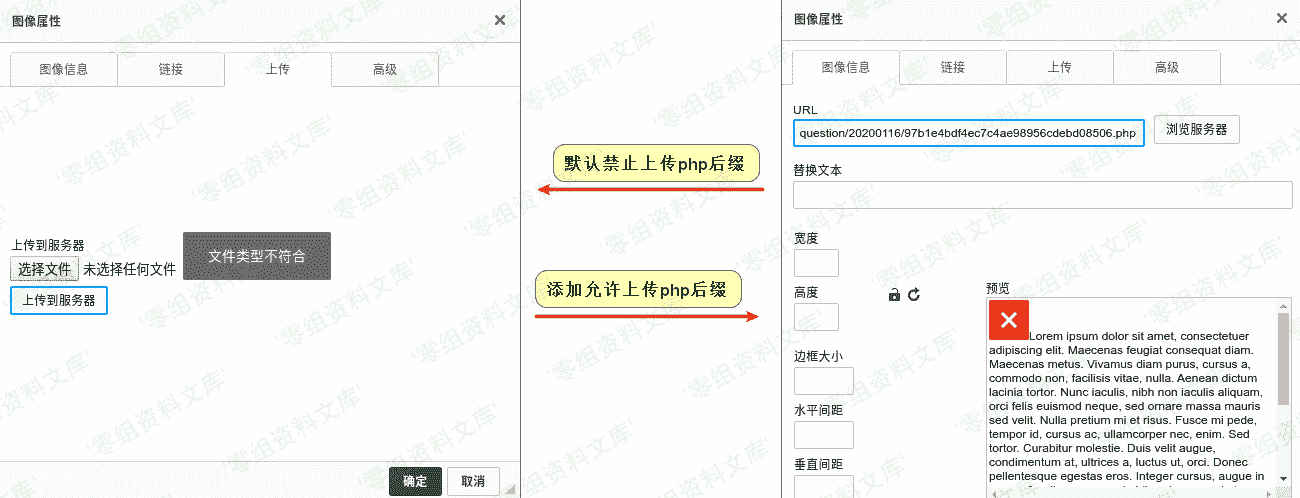 图像属性
图像信息
链接
上传
高级
上传到服务器
选择文件 未选择任何文件
文件类型不符合
上传到服务器
确定
取消
默认禁止上传php后缀
添加允许上传php后缀
图像属性
图像信息
链接
上传
高级
URL
question/20200116/97b1e4bdf4ec7c4ae98956cdebd08506.php
浏览服务器
替换文本
宽度
高度
边框大小
水平间距
垂直间距
预览
Lorem ipsum dolor sit amet, consectetuer
adipiscing elit. Maecenas feugiat consequat diam.
Maecenas metus. Vivamus diam purus, cursus a,
commodo non, facilisis vitae, nulla. Aenean dictum
lacinia tortor. Nunc iaculis, nibh non iaculis aliquam,
orci felis euismod neque, sed ornare massa mauris
sed velit. Nulla pretium mi et risus. Fusce mi pede,
tempor id, cursus ac, ullamcorper nec, enim. Sed
tortor. Curabitur molestie. Duis velit augue,
condimentum at, ultrices a, luctus ut, orci. Donec
pellentesque egestas eros. Integer cursus, augue in
'零组资料文库'